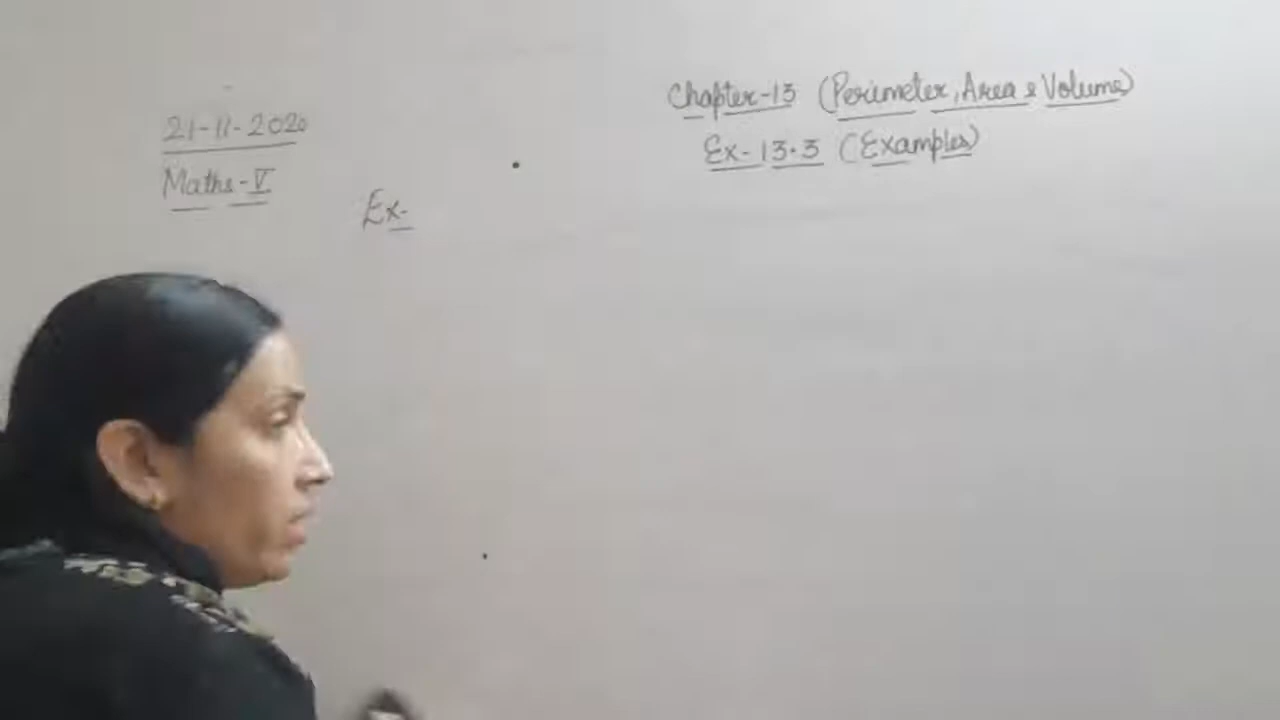 21-11-2020
Maths-V
Chapter-13 (Perimeter, Area & Volume)
Ex-13.3 (Examples)
Ex-